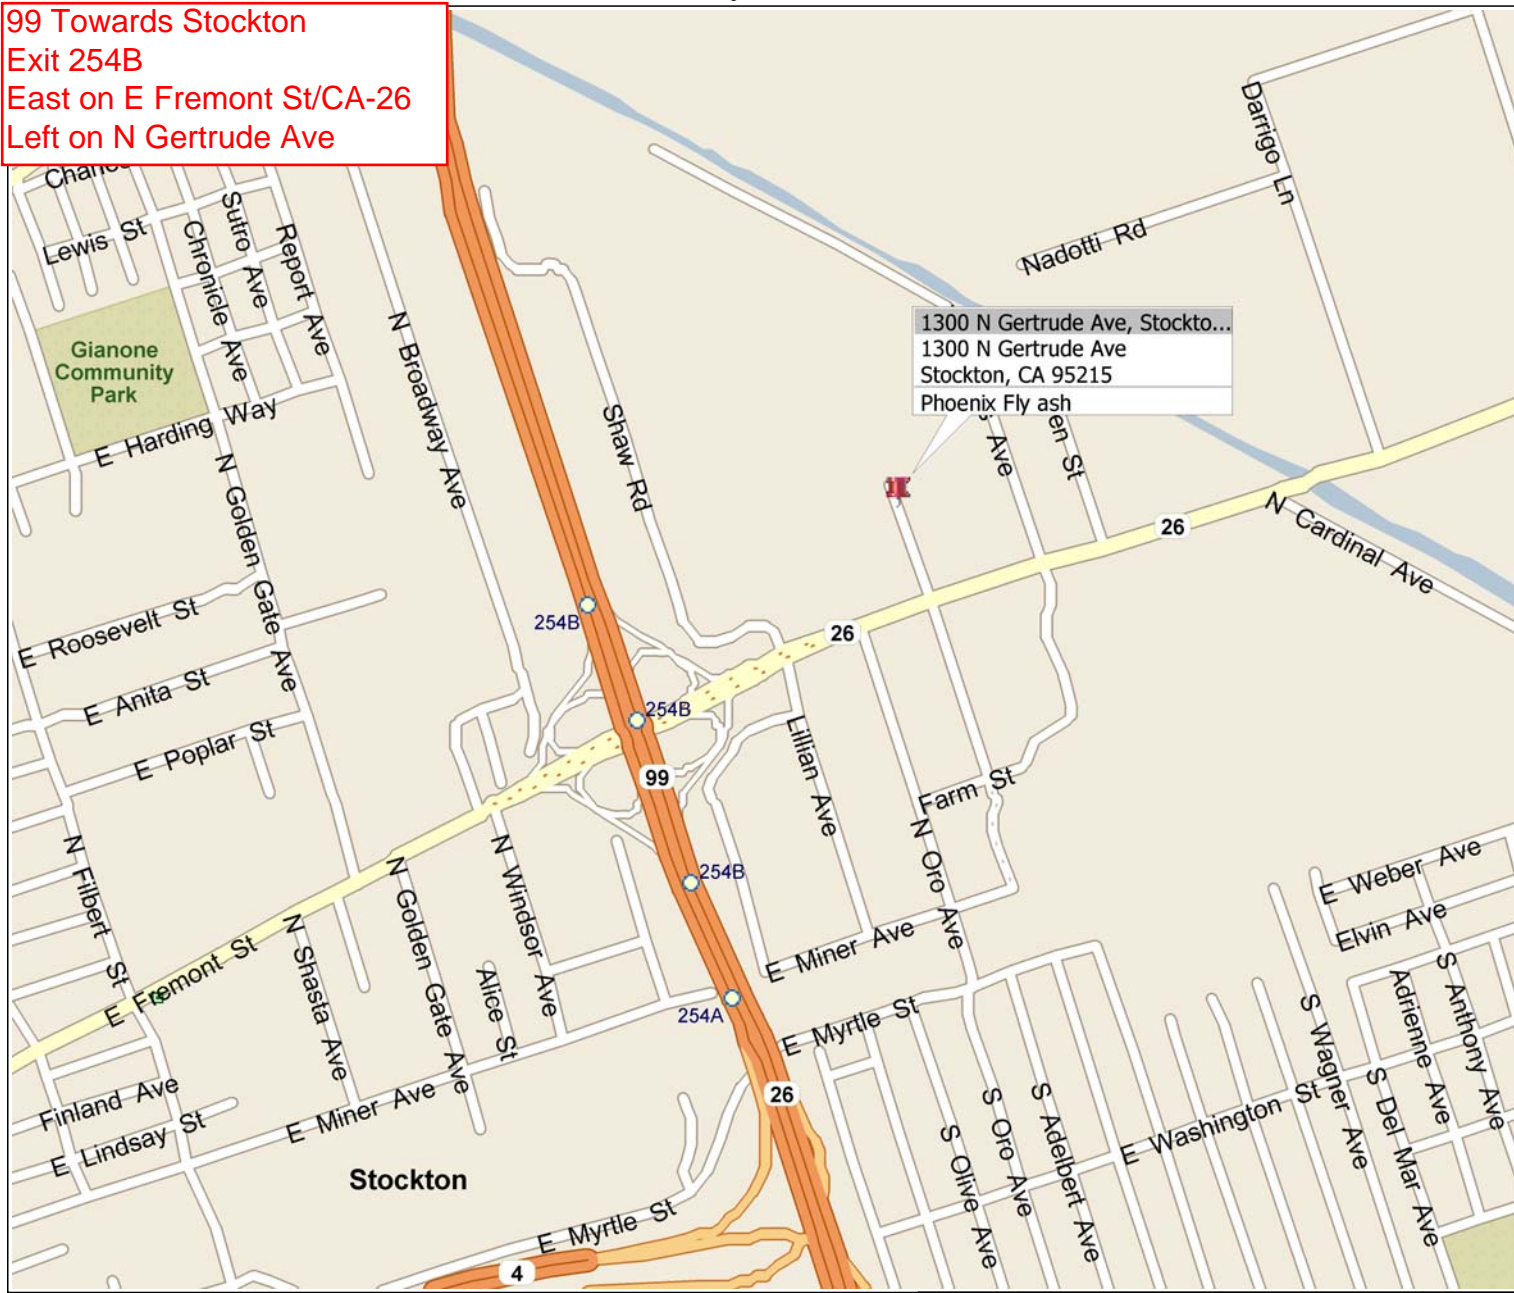 99 Towards Stockton
Exit 254B
East on E Fremont St/CA-26
Left on N Gertrude Ave
Lewis St
Sutro Ave
Chronicle Ave
Report Ave
Gianone
Community
Park
E Harding Way
N Broadway Ave
N Golden Gate Ave
Shaw Rd
Darrigo Ln
Nadotti Rd
1300 N Gertrude Ave, Stockto...
1300 N Gertrude Ave
Stockton, CA 95215
Phoenix Fly ash
Ave
St
26
N Cardinal Ave
E Roosevelt St
254B
26
E Anita St
254B
E Poplar St
99
Lillian Ave
Farm St
N Oro Ave
N Filbert St
N Golden Gate Ave
N Windsor Ave
254B
E Weber Ave
Elvin Ave
E Fremont St
N Shasta Ave
Alice St
E Miner Ave
254A
E Myrtle St
S Wagner Ave
Adrienne Ave
S Anthony Ave
Finland Ave
E Lindsay St
E Miner Ave
26
S Olive Ave
S Oro Ave
S Adelbert Ave
E Washington St
S Del Mar Ave
Stockton
E Myrtle St
4